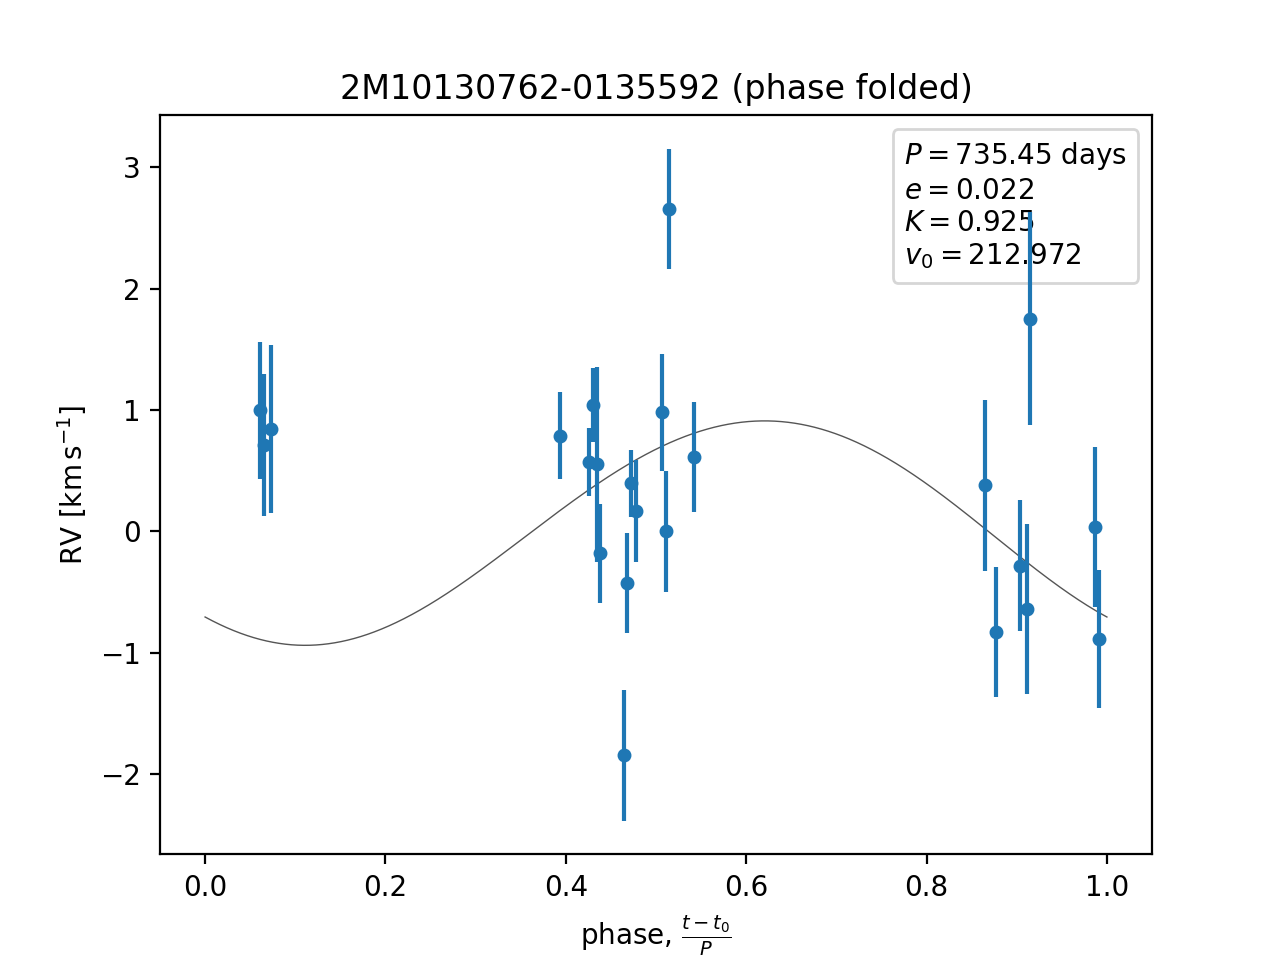 2M10130762-0135592 (phase folded)
P = 735.45 days
e = 0.022
K = 0.925
v₀ = 212.972
3
2
1
0
−1
−2
RV [km s⁻¹]
0.0 0.2 0.4 0.6 0.8 1.0
phase, (t − t₀)/P